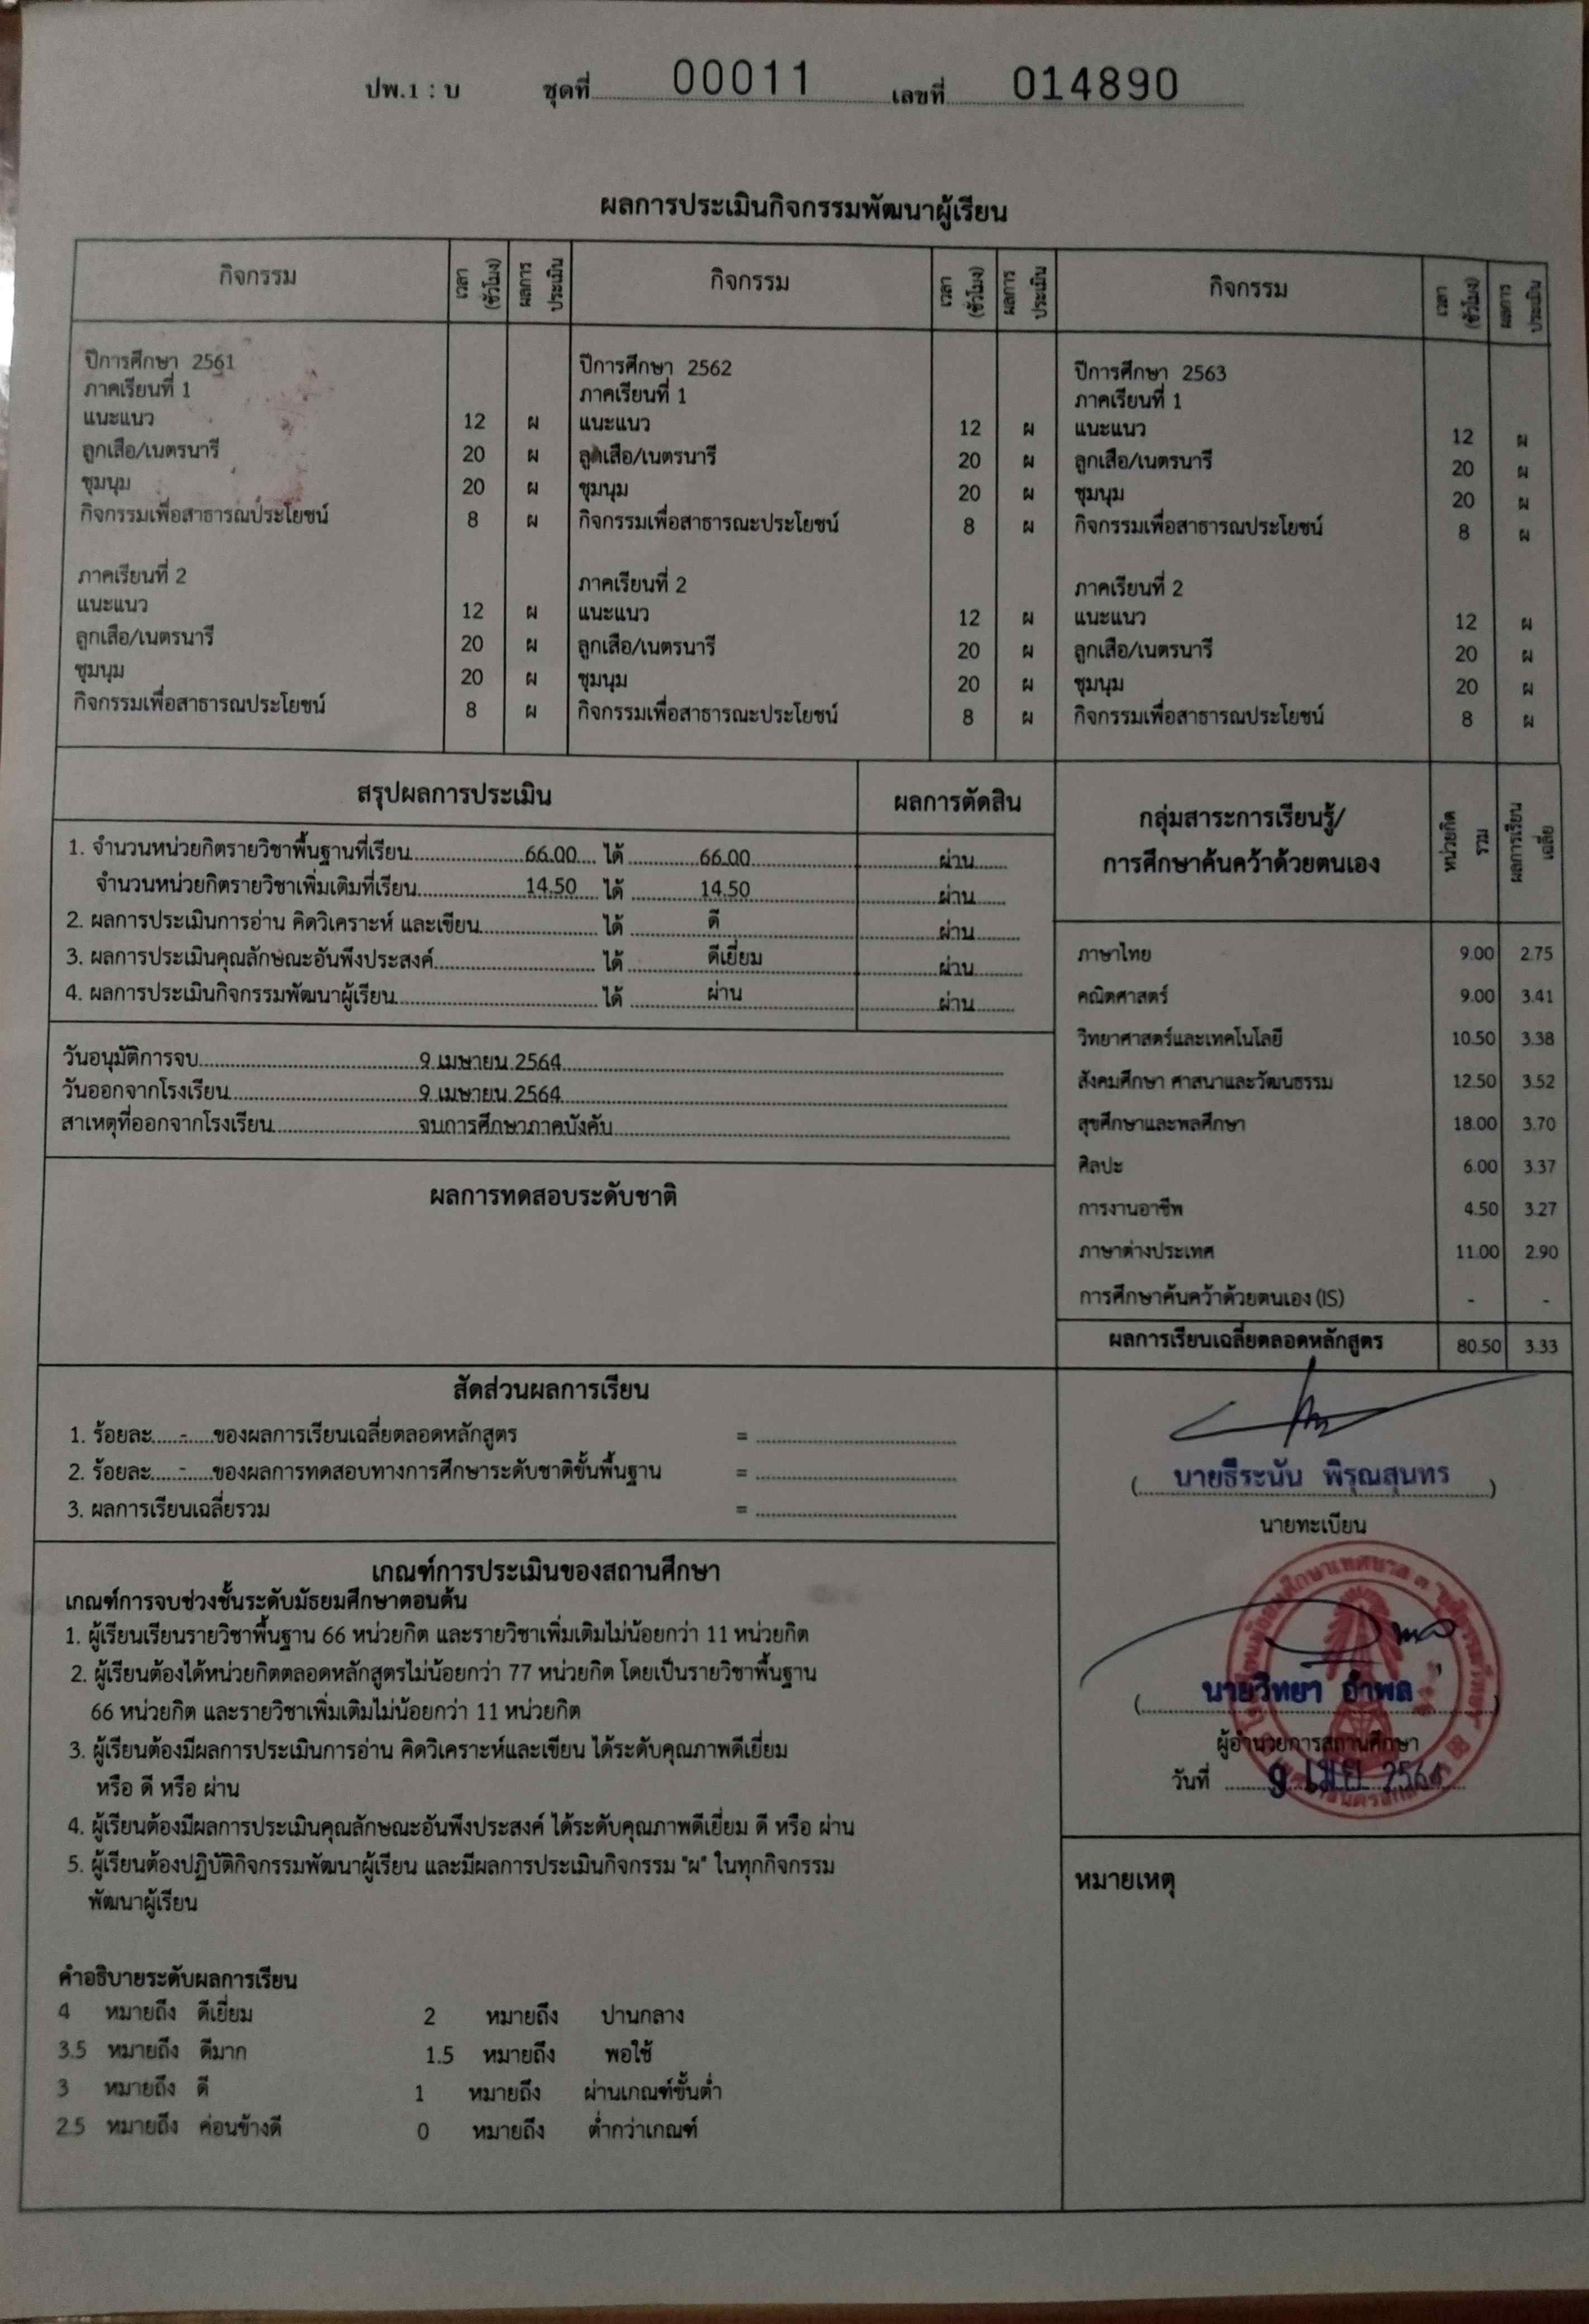 ปพ.1 : บ ชุดที่ 00011 เลขที่ 014890
ผลการประเมินกิจกรรมพัฒนาผู้เรียน
กิจกรรม เวลา (ชั่วโมง) ผลการประเมิน กิจกรรม เวลา (ชั่วโมง) ผลการประเมิน กิจกรรม เวลา (ชั่วโมง) ผลการประเมิน
ปีการศึกษา 2561
ภาคเรียนที่ 1
แนะแนว 12 ผ
ลูกเสือ/เนตรนารี 20 ผ
ชุมนุม 20 ผ
กิจกรรมเพื่อสาธารณประโยชน์ 8 ผ
ภาคเรียนที่ 2
แนะแนว 12 ผ
ลูกเสือ/เนตรนารี 20 ผ
ชุมนุม 20 ผ
กิจกรรมเพื่อสาธารณประโยชน์ 8 ผ
ปีการศึกษา 2562
ภาคเรียนที่ 1
แนะแนว 12 ผ
ลูกเสือ/เนตรนารี 20 ผ
ชุมนุม 20 ผ
กิจกรรมเพื่อสาธารณะประโยชน์ 8 ผ
ภาคเรียนที่ 2
แนะแนว 12 ผ
ลูกเสือ/เนตรนารี 20 ผ
ชุมนุม 20 ผ
กิจกรรมเพื่อสาธารณะประโยชน์ 8 ผ
ปีการศึกษา 2563
ภาคเรียนที่ 1
แนะแนว 12 ผ
ลูกเสือ/เนตรนารี 20 ผ
ชุมนุม 20 ผ
กิจกรรมเพื่อสาธารณประโยชน์ 8 ผ
ภาคเรียนที่ 2
แนะแนว 12 ผ
ลูกเสือ/เนตรนารี 20 ผ
ชุมนุม 20 ผ
กิจกรรมเพื่อสาธารณประโยชน์ 8 ผ
สรุปผลการประเมิน ผลการตัดสิน
1. จำนวนหน่วยกิตรายวิชาพื้นฐานที่เรียน 66.00 ได้ 66.00 ผ่าน
จำนวนหน่วยกิตรายวิชาเพิ่มเติมที่เรียน 14.50 ได้ 14.50 ผ่าน
2. ผลการประเมินการอ่าน คิดวิเคราะห์ และเขียน ได้ ดี ผ่าน
3. ผลการประเมินคุณลักษณะอันพึงประสงค์ ได้ ดีเยี่ยม ผ่าน
4. ผลการประเมินกิจกรรมพัฒนาผู้เรียน ได้ ผ่าน ผ่าน
วันอนุมัติการจบ 9 เมษายน 2564
วันออกจากโรงเรียน 9 เมษายน 2564
สาเหตุที่ออกจากโรงเรียน จบการศึกษาภาคบังคับ
ผลการทดสอบระดับชาติ
กลุ่มสาระการเรียนรู้/
การศึกษาค้นคว้าด้วยตนเอง หน่วยกิตรวม ผลการเรียนเฉลี่ย
ภาษาไทย 9.00 2.75
คณิตศาสตร์ 9.00 3.41
วิทยาศาสตร์และเทคโนโลยี 10.50 3.38
สังคมศึกษา ศาสนาและวัฒนธรรม 12.50 3.52
สุขศึกษาและพลศึกษา 18.00 3.70
ศิลปะ 6.00 3.37
การงานอาชีพ 4.50 3.27
ภาษาต่างประเทศ 11.00 2.90
การศึกษาค้นคว้าด้วยตนเอง (IS) - -
ผลการเรียนเฉลี่ยตลอดหลักสูตร 80.50 3.33
สัดส่วนผลการเรียน
1. ร้อยละ - ของผลการเรียนเฉลี่ยตลอดหลักสูตร =
2. ร้อยละ - ของผลการทดสอบทางการศึกษาระดับชาติขั้นพื้นฐาน =
3. ผลการเรียนเฉลี่ยรวม =
เกณฑ์การประเมินของสถานศึกษา
เกณฑ์การจบช่วงชั้นระดับมัธยมศึกษาตอนต้น
1. ผู้เรียนเรียนรายวิชาพื้นฐาน 66 หน่วยกิต และรายวิชาเพิ่มเติมไม่น้อยกว่า 11 หน่วยกิต
2. ผู้เรียนต้องได้หน่วยกิตตลอดหลักสูตรไม่น้อยกว่า 77 หน่วยกิต โดยเป็นรายวิชาพื้นฐาน
66 หน่วยกิต และรายวิชาเพิ่มเติมไม่น้อยกว่า 11 หน่วยกิต
3. ผู้เรียนต้องมีผลการประเมินการอ่าน คิดวิเคราะห์และเขียน ได้ระดับคุณภาพดีเยี่ยม
หรือ ดี หรือ ผ่าน
4. ผู้เรียนต้องมีผลการประเมินคุณลักษณะอันพึงประสงค์ ได้ระดับคุณภาพดีเยี่ยม ดี หรือ ผ่าน
5. ผู้เรียนต้องปฏิบัติกิจกรรมพัฒนาผู้เรียน และมีผลการประเมินกิจกรรม "ผ" ในทุกกิจกรรม
พัฒนาผู้เรียน
คำอธิบายระดับผลการเรียน
4 หมายถึง ดีเยี่ยม 2 หมายถึง ปานกลาง
3.5 หมายถึง ดีมาก 1.5 หมายถึง พอใช้
3 หมายถึง ดี 1 หมายถึง ผ่านเกณฑ์ขั้นต่ำ
2.5 หมายถึง ค่อนข้างดี 0 หมายถึง ต่ำกว่าเกณฑ์
( นายธีระนัน พิรุณสุนทร )
นายทะเบียน
( นายวิทยา อำพล )
ผู้อำนวยการสถานศึกษา
วันที่ 9 เมย 2564
หมายเหตุ